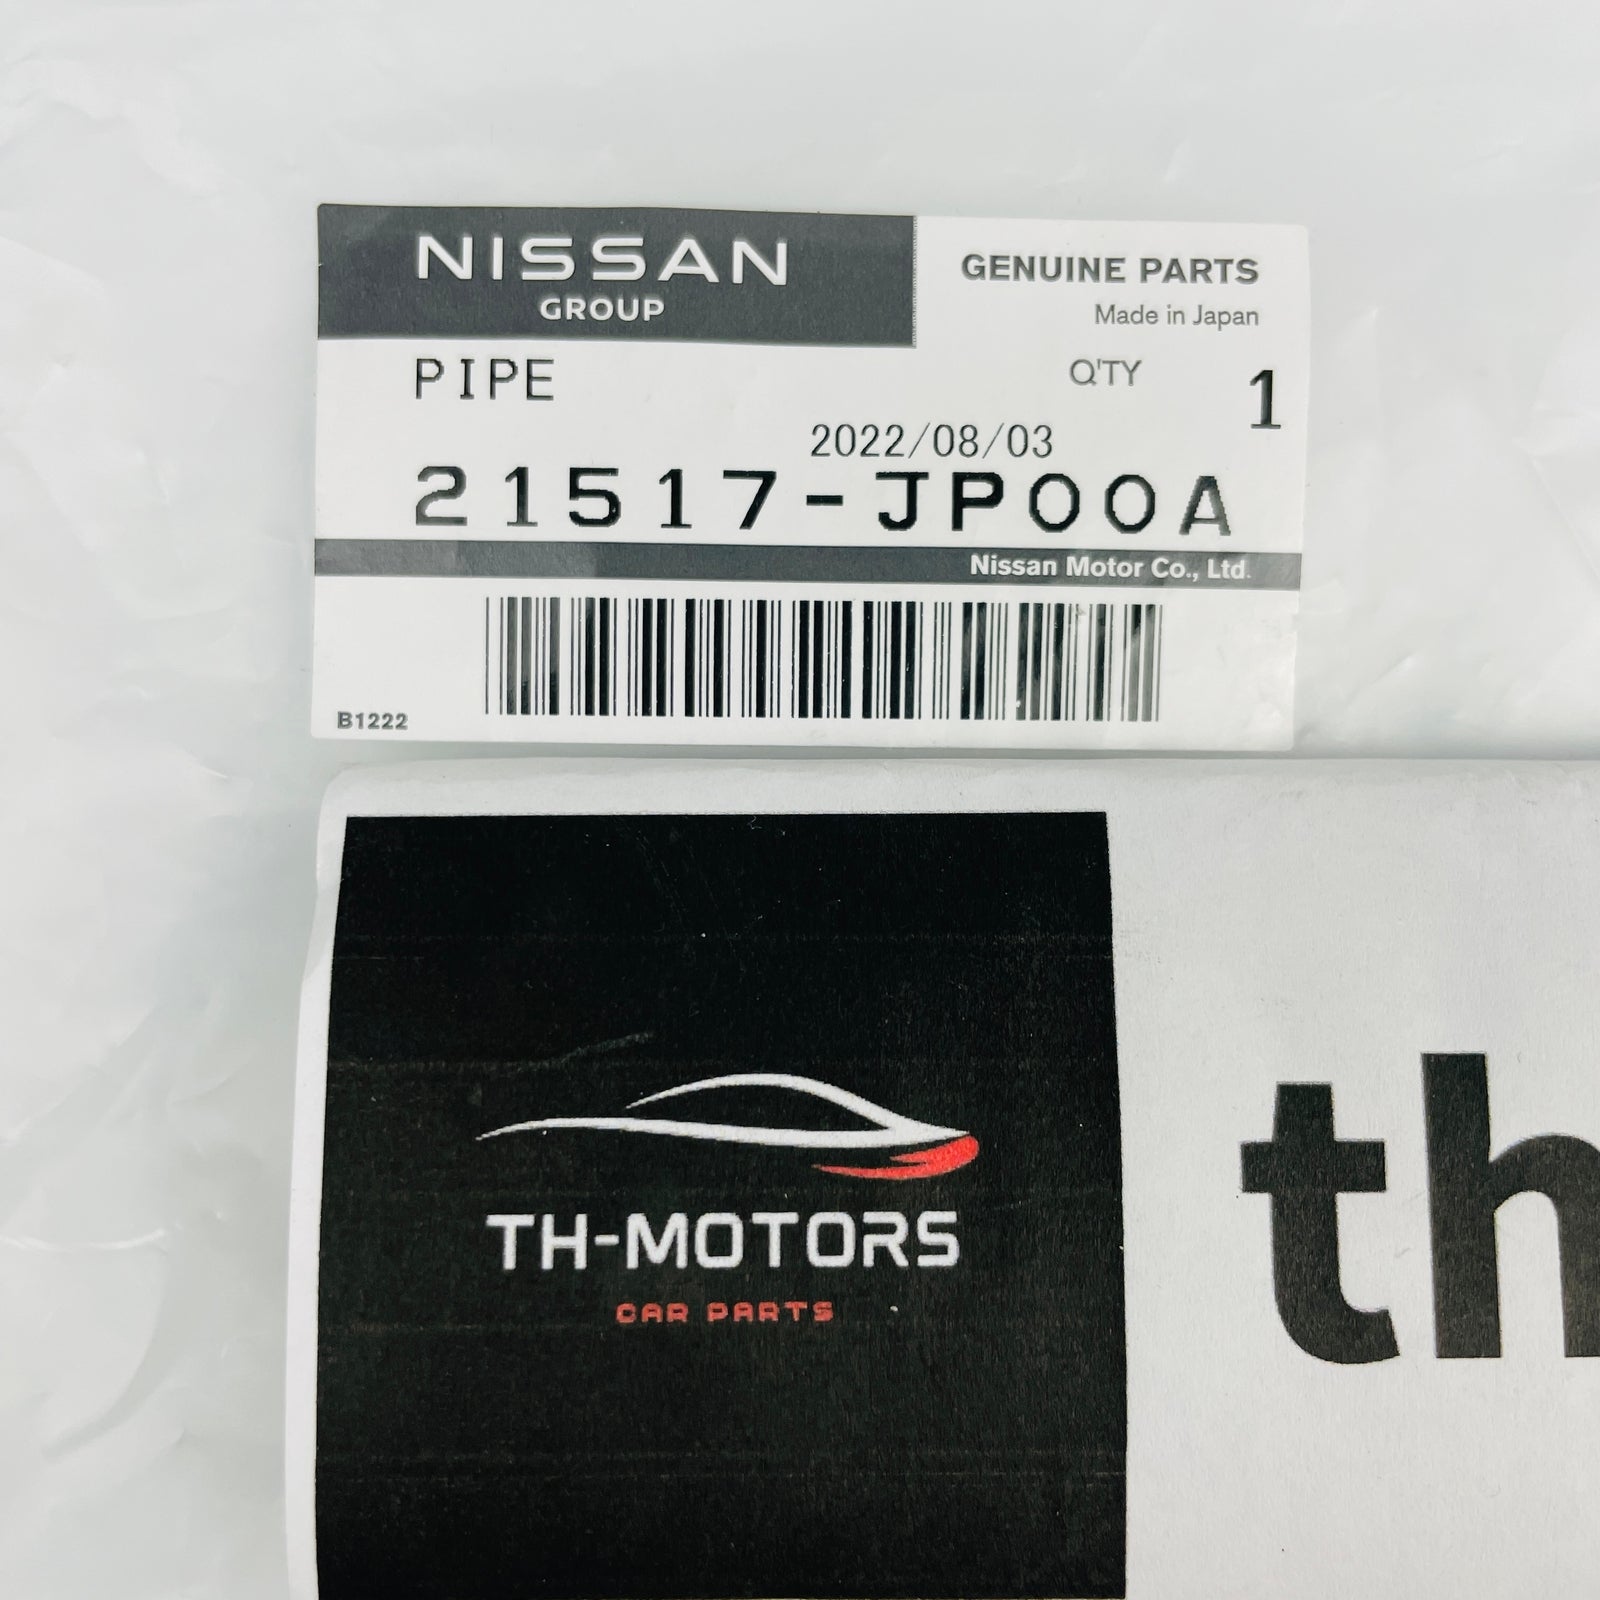 NISSAN
GROUP
GENUINE PARTS
Made in Japan
PIPE
Q'TY 1
2022/08/03
21517-JP00A
Nissan Motor Co., Ltd.
B1222
TH-MOTORS
CAR PARTS
th